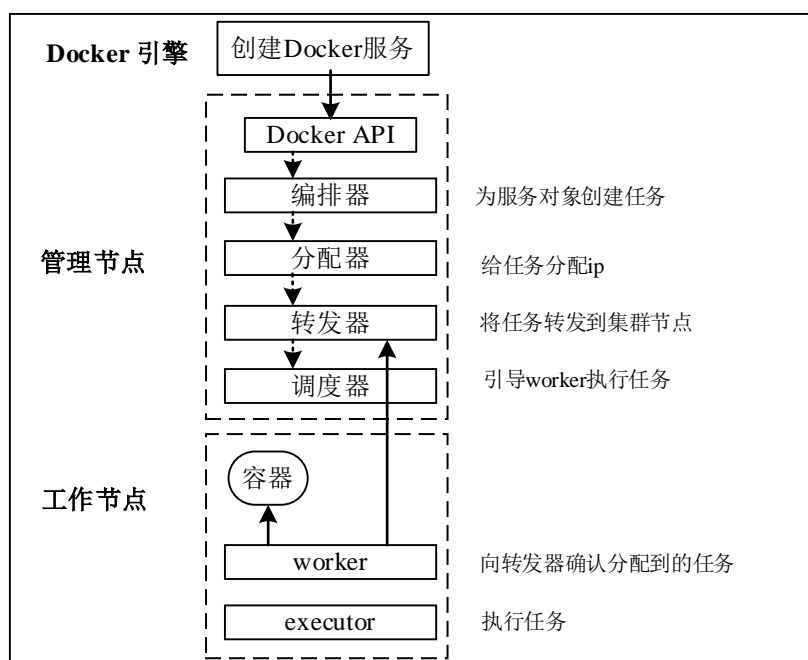 Docker 引擎 创建Docker服务
Docker API
编排器 为服务对象创建任务
管理节点
分配器 给任务分配ip
转发器 将任务转发到集群节点
调度器 引导worker执行任务
容器
工作节点
worker 向转发器确认分配到的任务
executor 执行任务